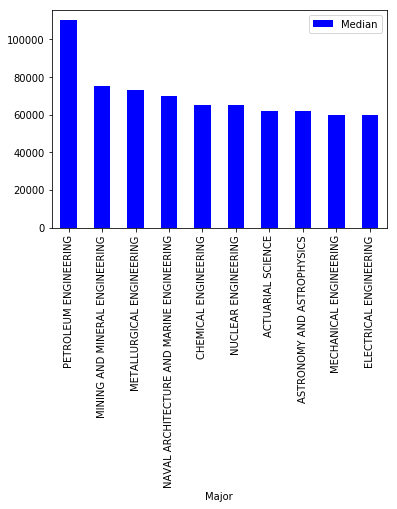 Median
100000
80000
60000
40000
20000
0
PETROLEUM ENGINEERING
MINING AND MINERAL ENGINEERING
METALLURGICAL ENGINEERING
NAVAL ARCHITECTURE AND MARINE ENGINEERING
CHEMICAL ENGINEERING
NUCLEAR ENGINEERING
ACTUARIAL SCIENCE
ASTRONOMY AND ASTROPHYSICS
MECHANICAL ENGINEERING
ELECTRICAL ENGINEERING
Major